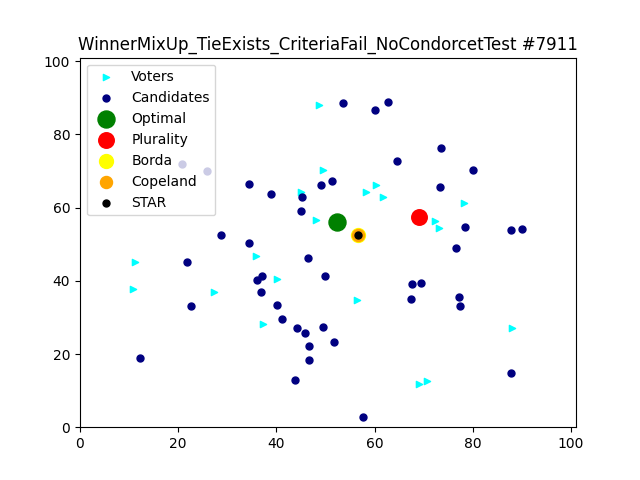 WinnerMixUp_TieExists_CriteriaFail_NoCondorcetTest #7911
Voters
Candidates
Optimal
Plurality
Borda
Copeland
STAR
100
80
60
40
20
0
0 20 40 60 80 100